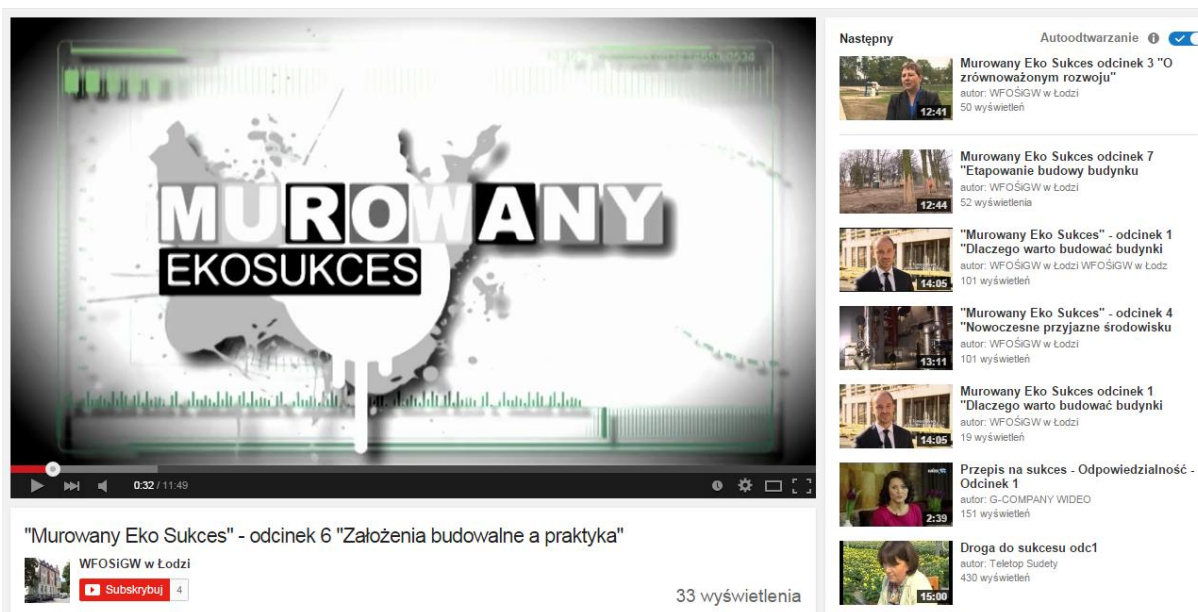 MUROWANY
EKOSUKCES
0:32 / 11:49
"Murowany Eko Sukces" - odcinek 6 "Założenia budowalne a praktyka"
WFOŚiGW w Łodzi
Subskrybuj 4
33 wyświetlenia
Następny
Autoodtwarzanie
Murowany Eko Sukces odcinek 3 "O
zrównoważonym rozwoju"
autor: WFOŚiGW w Łodzi
50 wyświetleń
12:41
Murowany Eko Sukces odcinek 7
"Etapowanie budowy budynku
autor: WFOŚiGW w Łodzi
52 wyświetlenia
12:44
"Murowany Eko Sukces" - odcinek 1
"Dlaczego warto budować budynki
autor: WFOŚiGW w Łodzi WFOŚiGW w Łodz
101 wyświetleń
14:05
"Murowany Eko Sukces" - odcinek 4
"Nowoczesne przyjazne środowisku
autor: WFOŚiGW w Łodzi
101 wyświetleń
13:11
Murowany Eko Sukces odcinek 1
"Dlaczego warto budować budynki
autor: WFOŚiGW w Łodzi
19 wyświetleń
14:05
Przepis na sukces - Odpowiedzialność -
Odcinek 1
autor: G-COMPANY WIDEO
151 wyświetleń
2:39
Droga do sukcesu odc1
autor: Teletop Sudety
430 wyświetleń
15:00